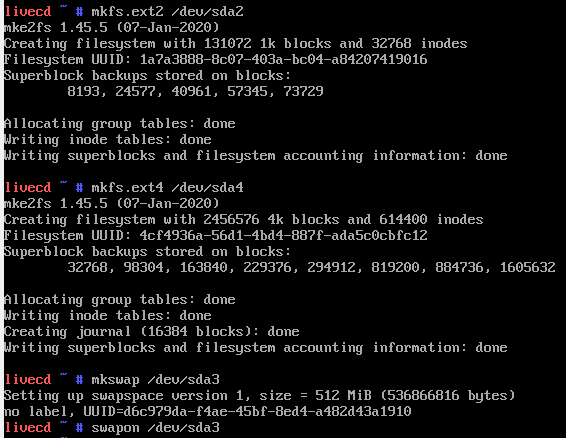 livecd ~ # mkfs.ext2 /dev/sda2
mke2fs 1.45.5 (07-Jan-2020)
Creating filesystem with 131072 1k blocks and 32768 inodes
Filesystem UUID: 1a7a3888-8c07-403a-bc04-a84207419016
Superblock backups stored on blocks:
8193, 24577, 40961, 57345, 73729
Allocating group tables: done
Writing inode tables: done
Writing superblocks and filesystem accounting information: done
livecd ~ # mkfs.ext4 /dev/sda4
mke2fs 1.45.5 (07-Jan-2020)
Creating filesystem with 2456576 4k blocks and 614400 inodes
Filesystem UUID: 4cf4936a-56d1-4bd4-887f-ada5c0cbfc12
Superblock backups stored on blocks:
32768, 98304, 163840, 229376, 294912, 819200, 884736, 1605632
Allocating group tables: done
Writing inode tables: done
Creating journal (16384 blocks): done
Writing superblocks and filesystem accounting information: done
livecd ~ # mkswap /dev/sda3
Setting up swapspace version 1, size = 512 MiB (536866816 bytes)
no label, UUID=d6c979da-f4ae-45bf-8ed4-a482d43a1910
livecd ~ # swapon /dev/sda3